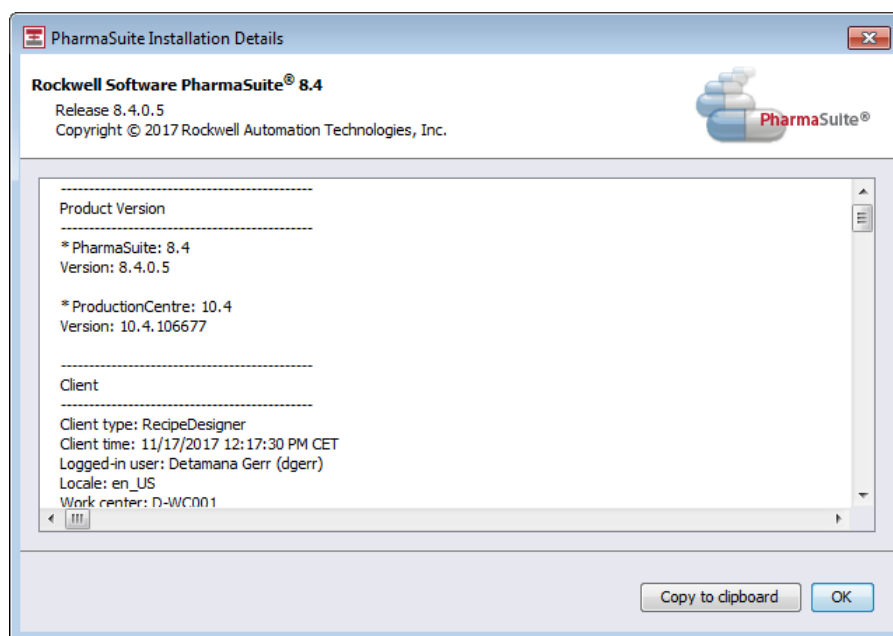 PharmaSuite Installation Details
Rockwell Software PharmaSuite® 8.4
Release 8.4.0.5
Copyright © 2017 Rockwell Automation Technologies, Inc.
PharmaSuite®
---------------------------------------------
Product Version
---------------------------------------------
* PharmaSuite: 8.4
Version: 8.4.0.5
* ProductionCentre: 10.4
Version: 10.4.106677
---------------------------------------------
Client
---------------------------------------------
Client type: RecipeDesigner
Client time: 11/17/2017 12:17:30 PM CET
Logged-in user: Detamana Gerr (dgerr)
Locale: en_US
Work center: D-WC001
Copy to clipboard
OK